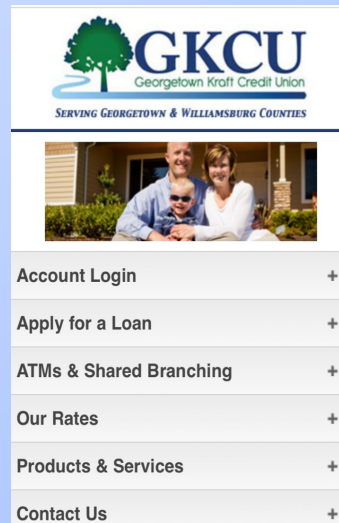 GKCU
Georgetown Kraft Credit Union
SERVING GEORGETOWN & WILLIAMSBURG COUNTIES
Account Login +
Apply for a Loan +
ATMs & Shared Branching +
Our Rates +
Products & Services +
Contact Us +